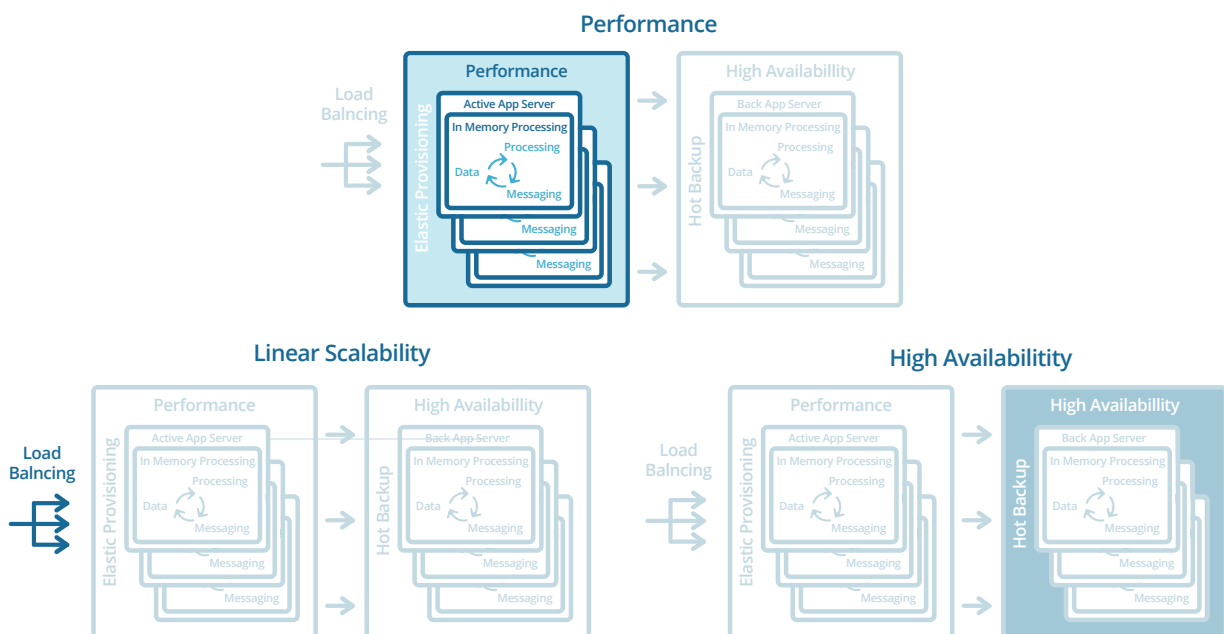 Performance
Performance
High Availabillity
Load
Balncing
Elastic Provisioning
Active App Server
In Memory Processing
Processing
Data
Messaging
Messaging
Messaging
Hot Backup
Back App Server
In Memory Processing
Processing
Data
Messaging
Messaging
Messaging
Linear Scalability
Load
Balncing
Performance
Elastic Provisioning
Active App Server
In Memory Processing
Processing
Data
Messaging
Messaging
Messaging
High Availabillity
Hot Backup
Back App Server
In Memory Processing
Processing
Data
Messaging
Messaging
Messaging
High Availabilitity
Load
Balncing
Performance
Elastic Provisioning
Active App Server
In Memory Processing
Processing
Data
Messaging
Messaging
Messaging
High Availabillity
Hot Backup
Back App Server
In Memory Processing
Processing
Data
Messaging
Messaging
Messaging